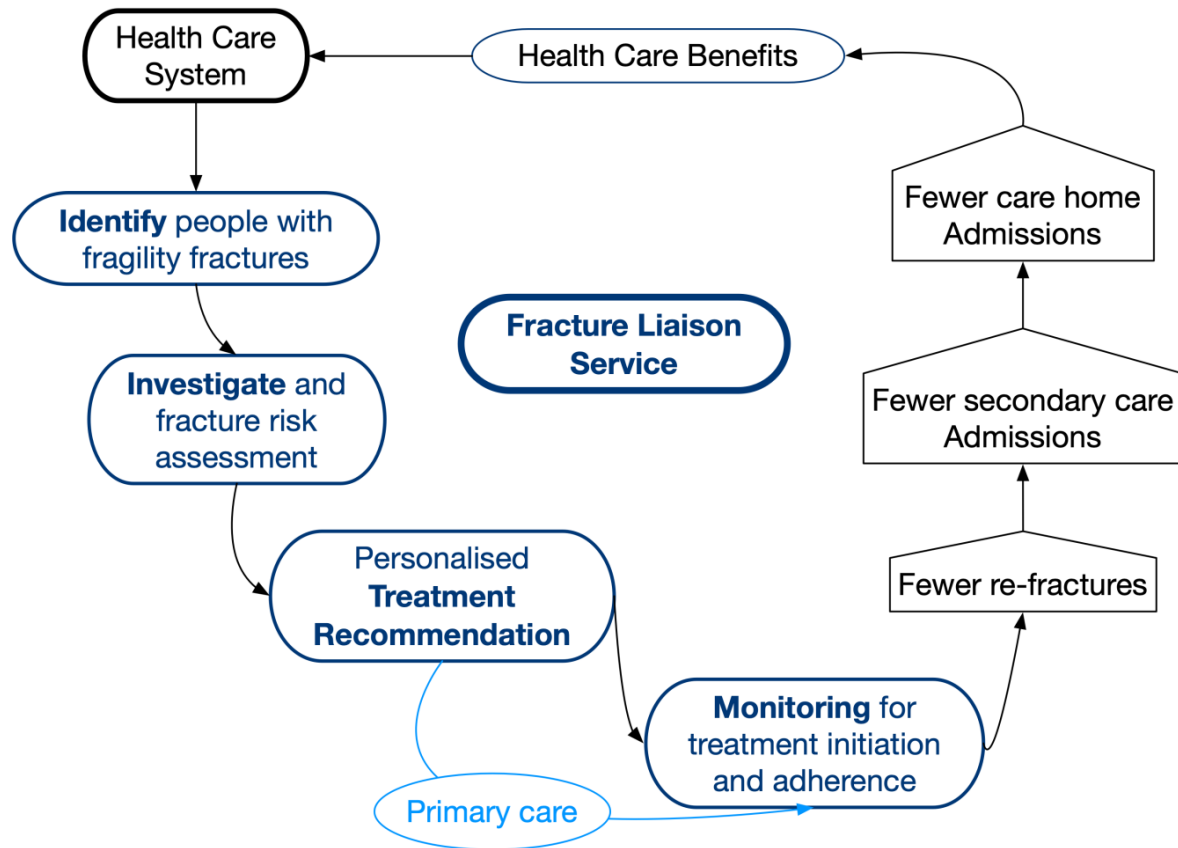 Health Care
System
Health Care Benefits
Identify people with
fragility fractures
Investigate and
fracture risk
assessment
Personalised
Treatment
Recommendation
Primary care
Monitoring for
treatment initiation
and adherence
Fewer re-fractures
Fewer secondary care
Admissions
Fewer care home
Admissions
Fracture Liaison
Service